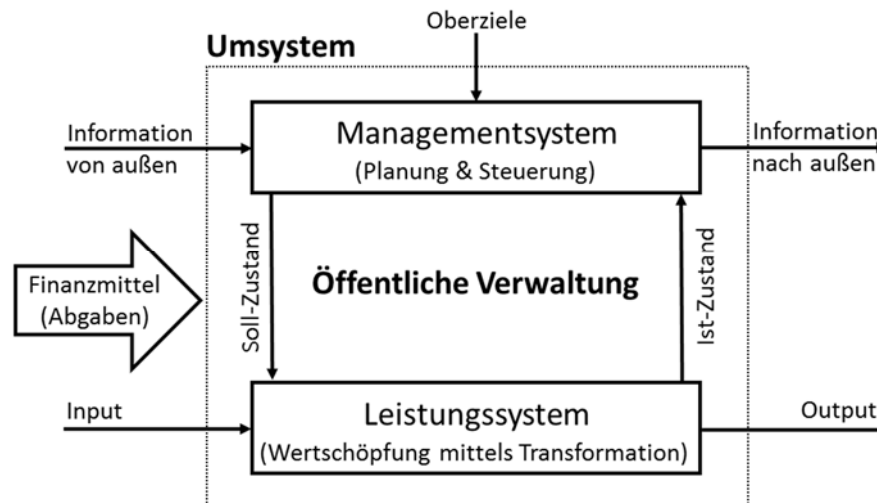 Oberziele
Umsystem
Information
von außen
Managementsystem
(Planung & Steuerung)
Information
nach außen
Finanzmittel
(Abgaben)
Soll-Zustand
Öffentliche Verwaltung
Ist-Zustand
Input
Leistungssystem
(Wertschöpfung mittels Transformation)
Output